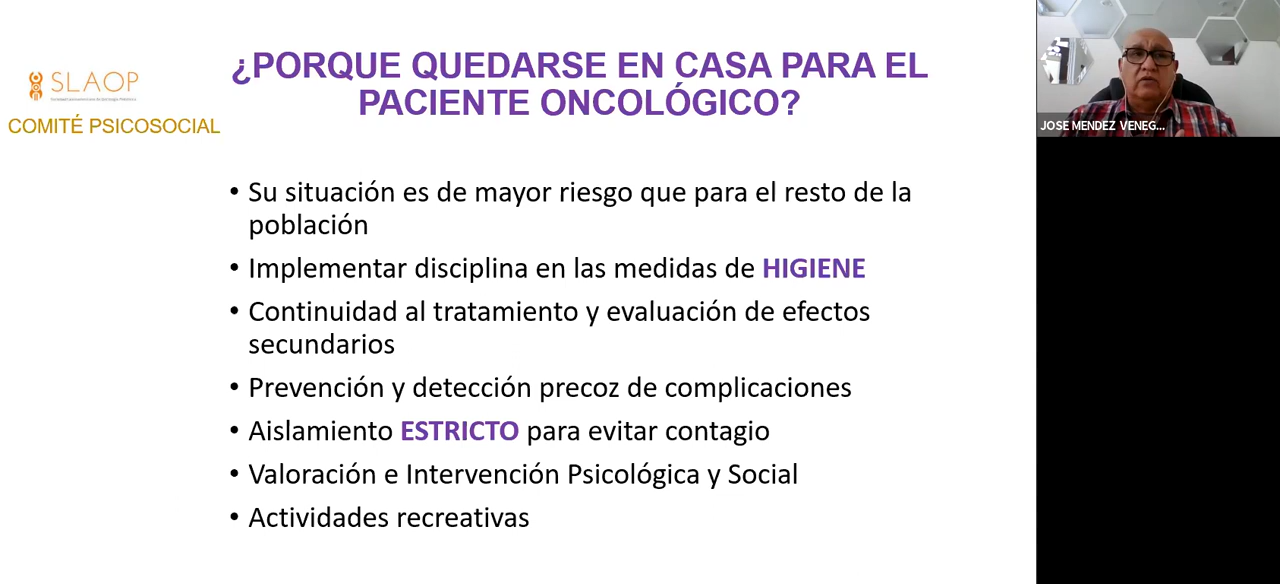 ¿PORQUE QUEDARSE EN CASA PARA EL
PACIENTE ONCOLÓGICO?
SLAOP
COMITÉ PSICOSOCIAL
• Su situación es de mayor riesgo que para el resto de la
población
• Implementar disciplina en las medidas de HIGIENE
• Continuidad al tratamiento y evaluación de efectos
secundarios
• Prevención y detección precoz de complicaciones
• Aislamiento ESTRICTO para evitar contagio
• Valoración e Intervención Psicológica y Social
• Actividades recreativas
JOSE MENDEZ VENEG...